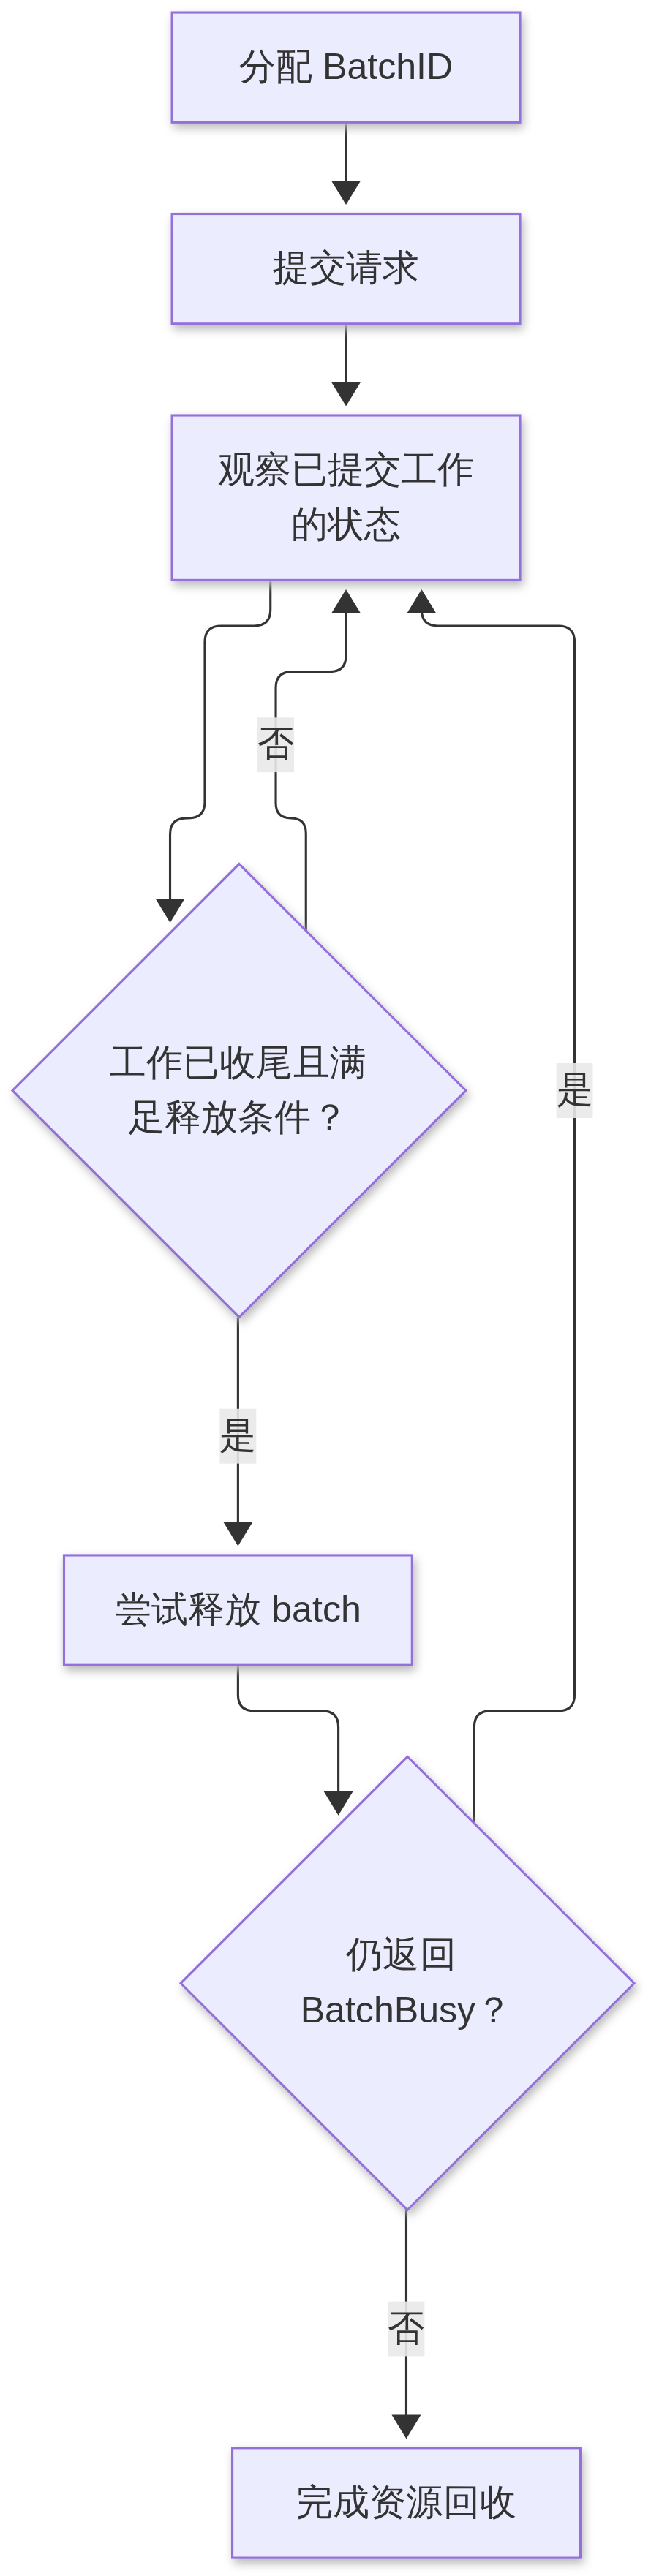 分配 BatchID
提交请求
观察已提交工作
的状态
否
工作已收尾且满
足释放条件？
是
是
尝试释放 batch
仍返回
BatchBusy？
否
完成资源回收